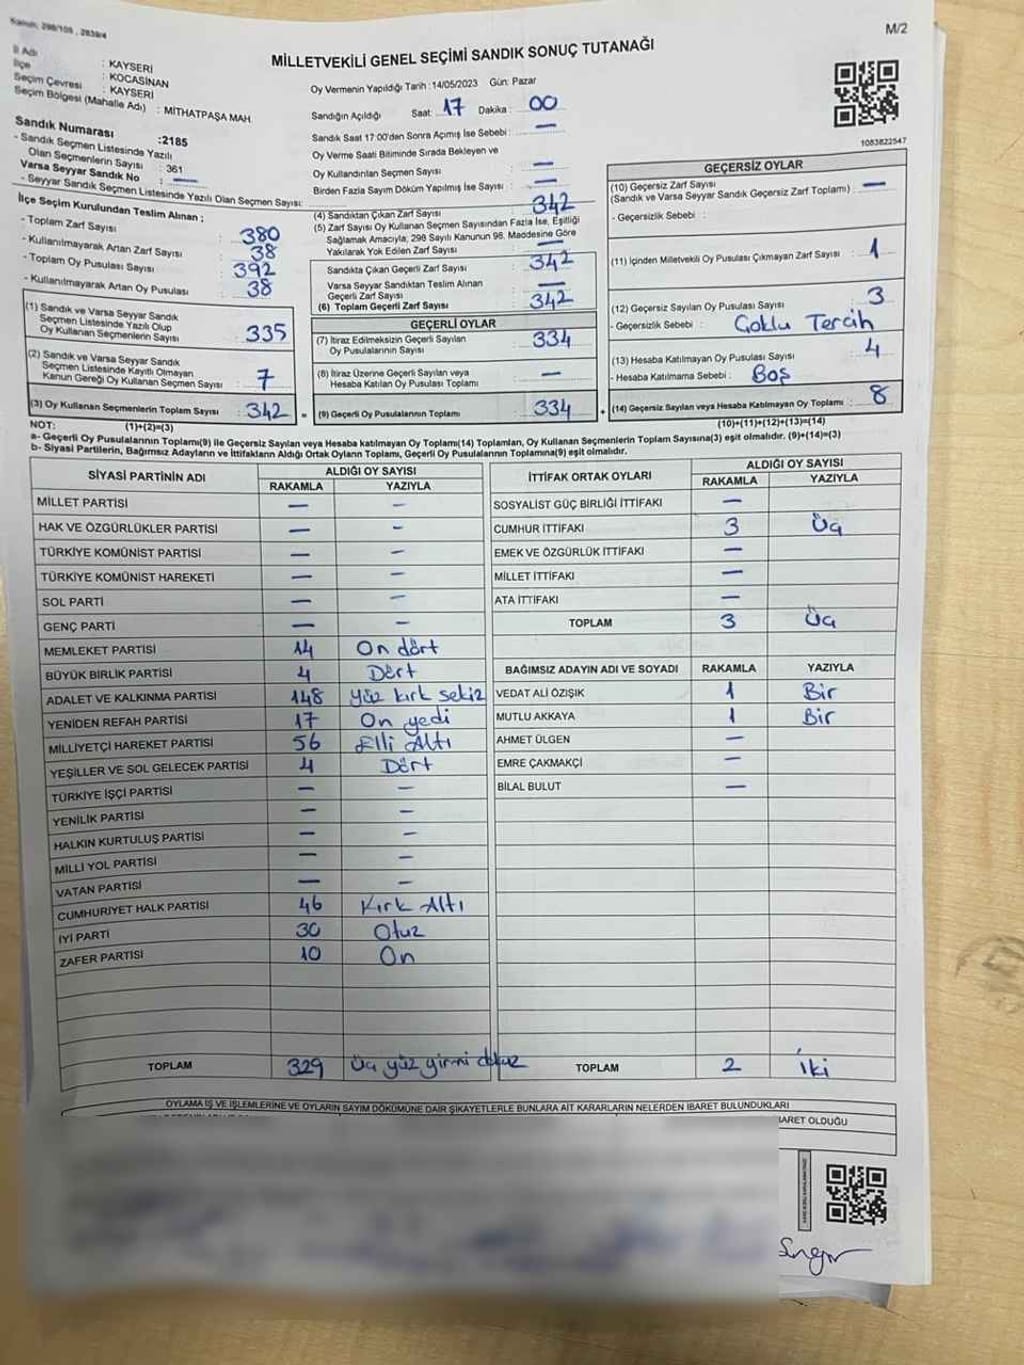 M/2
MİLLETVEKİLİ GENEL SEÇİMİ SANDIK SONUÇ TUTANAĞI
İl Adı : KAYSERİ
İlçe : KOCASİNAN
Seçim Çevresi : KAYSERİ
Seçim Bölgesi (Mahalle Adı) : MİTHATPAŞA MAH.
Sandık Numarası :2185
- Sandık Seçmen Listesinde Yazılı
Olan Seçmenlerin Sayısı : 361
Varsa Seyyar Sandık No : —
- Seyyar Sandık Seçmen Listesinde Yazılı Olan Seçmen Sayısı:
Oy Vermenin Yapıldığı Tarih :14/05/2023 Gün: Pazar
Sandığın Açıldığı Saat: 17 Dakika : 00
Sandık Saat 17:00'den Sonra Açımış İse Sebebi : —
Oy Verme Saati Bitiminde Sırada Bekleyen ve
Oy Kullandırılan Seçmen Sayısı : —
Birden Fazla Sayım Döküm Yapılmış İse Sayısı : —
1083822547
İlçe Seçim Kurulundan Teslim Alınan ;
- Toplam Zarf Sayısı : 380
- Kullanılmayarak Artan Zarf Sayısı : 38
- Toplam Oy Pusulası Sayısı : 392
- Kullanılmayarak Artan Oy Pusulası : 38
(1) Sandık ve Varsa Seyyar Sandık
Seçmen Listesinde Yazılı Olup
Oy Kullanan Seçmenlerin Sayısı : 335
(2) Sandık ve Varsa Seyyar Sandık
Seçmen Listesinde Kayıtlı Olmayan
Kanun Gereği Oy Kullanan Seçmen Sayısı : 7
(3) Oy Kullanan Seçmenlerin Toplam Sayısı : 342
(4) Sandıktan Çıkan Zarf Sayısı : 342
(5) Zarf Sayısı Oy Kullanan Seçmen Sayısından Fazla İse, Eşitliği
Sağlamak Amacıyla, 298 Sayılı Kanunun 98. Maddesine Göre
Yakılarak Yok Edilen Zarf Sayısı : —
Sandıkta Çıkan Geçerli Zarf Sayısı : 342
Varsa Seyyar Sandıktan Teslim Alınan
Geçerli Zarf Sayısı : —
(6) Toplam Geçerli Zarf Sayısı : 342
GEÇERLİ OYLAR
(7) İtiraz Edilmeksizin Geçerli Sayılan
Oy Pusulalarının Sayısı : 334
(8) İtiraz Üzerine Geçerli Sayılan veya
Hesaba Katılan Oy Pusulası Toplamı : —
= (9) Geçerli Oy Pusulalarının Toplamı : 334
GEÇERSİZ OYLAR
(10) Geçersiz Zarf Sayısı
(Sandık ve Varsa Seyyar Sandık Geçersiz Zarf Toplamı) : —
- Geçersizlik Sebebi :
(11) İçinden Milletvekili Oy Pusulası Çıkmayan Zarf Sayısı : 1
(12) Geçersiz Sayılan Oy Pusulası Sayısı : 3
- Geçersizlik Sebebi : Çoklu Tercih
(13) Hesaba Katılmayan Oy Pusulası Sayısı : 4
- Hesaba Katılmama Sebebi : Boş
+ (14) Geçersiz Sayılan veya Hesaba Katılmayan Oy Toplamı : 8
NOT: (1)+(2)=(3) (10)+(11)+(12)+(13)=(14)
a- Geçerli Oy Pusulalarının Toplamı(9) ile Geçersiz Sayılan veya Hesaba katılmayan Oy Toplamı(14) Toplamları, Oy Kullanan Seçmenlerin Toplam Sayısına(3) eşit olmalıdır. (9)+(14)=(3)
b- Siyasi Partilerin, Bağımsız Adayların ve İttifakların Aldığı Ortak Oyların Toplamı, Geçerli Oy Pusulalarının Toplamına(9) eşit olmalıdır.
SİYASİ PARTİNİN ADI ALDIĞI OY SAYISI
RAKAMLA YAZIYLA
MİLLET PARTİSİ — —
HAK VE ÖZGÜRLÜKLER PARTİSİ — —
TÜRKİYE KOMÜNİST PARTİSİ — —
TÜRKİYE KOMÜNİST HAREKETİ — —
SOL PARTİ — —
GENÇ PARTİ — —
MEMLEKET PARTİSİ 14 On dört
BÜYÜK BİRLİK PARTİSİ 4 Dört
ADALET VE KALKINMA PARTİSİ 148 yüz kırk sekiz
YENİDEN REFAH PARTİSİ 17 On yedi
MİLLİYETÇİ HAREKET PARTİSİ 56 Elli Altı
YEŞİLLER VE SOL GELECEK PARTİSİ 4 Dört
TÜRKİYE İŞÇİ PARTİSİ — —
YENİLİK PARTİSİ — —
HALKIN KURTULUŞ PARTİSİ — —
MİLLİ YOL PARTİSİ — —
VATAN PARTİSİ — —
CUMHURİYET HALK PARTİSİ 46 Kırk Altı
İYİ PARTİ 30 Otuz
ZAFER PARTİSİ 10 On
TOPLAM 329 Üç yüz yirmi dokuz
İTTİFAK ORTAK OYLARI ALDIĞI OY SAYISI
RAKAMLA YAZIYLA
SOSYALİST GÜÇ BİRLİĞİ İTTİFAKI —
CUMHUR İTTİFAKI 3 Üç
EMEK VE ÖZGÜRLÜK İTTİFAKI —
MİLLET İTTİFAKI —
ATA İTTİFAKI —
TOPLAM 3 Üç
BAĞIMSIZ ADAYIN ADI VE SOYADI RAKAMLA YAZIYLA
VEDAT ALİ ÖZIŞIK 1 Bir
MUTLU AKKAYA 1 Bir
AHMET ÜLGEN —
EMRE ÇAKMAKÇİ —
BİLAL BULUT —
TOPLAM 2 İki
OYLAMA İŞ VE İŞLEMLERİNE VE OYLARIN SAYIM DÖKÜMÜNE DAİR ŞİKAYETLERLE BUNLARA AİT KARARLARIN NELERDEN İBARET BULUNDUKLARI
BARET OLDUĞU